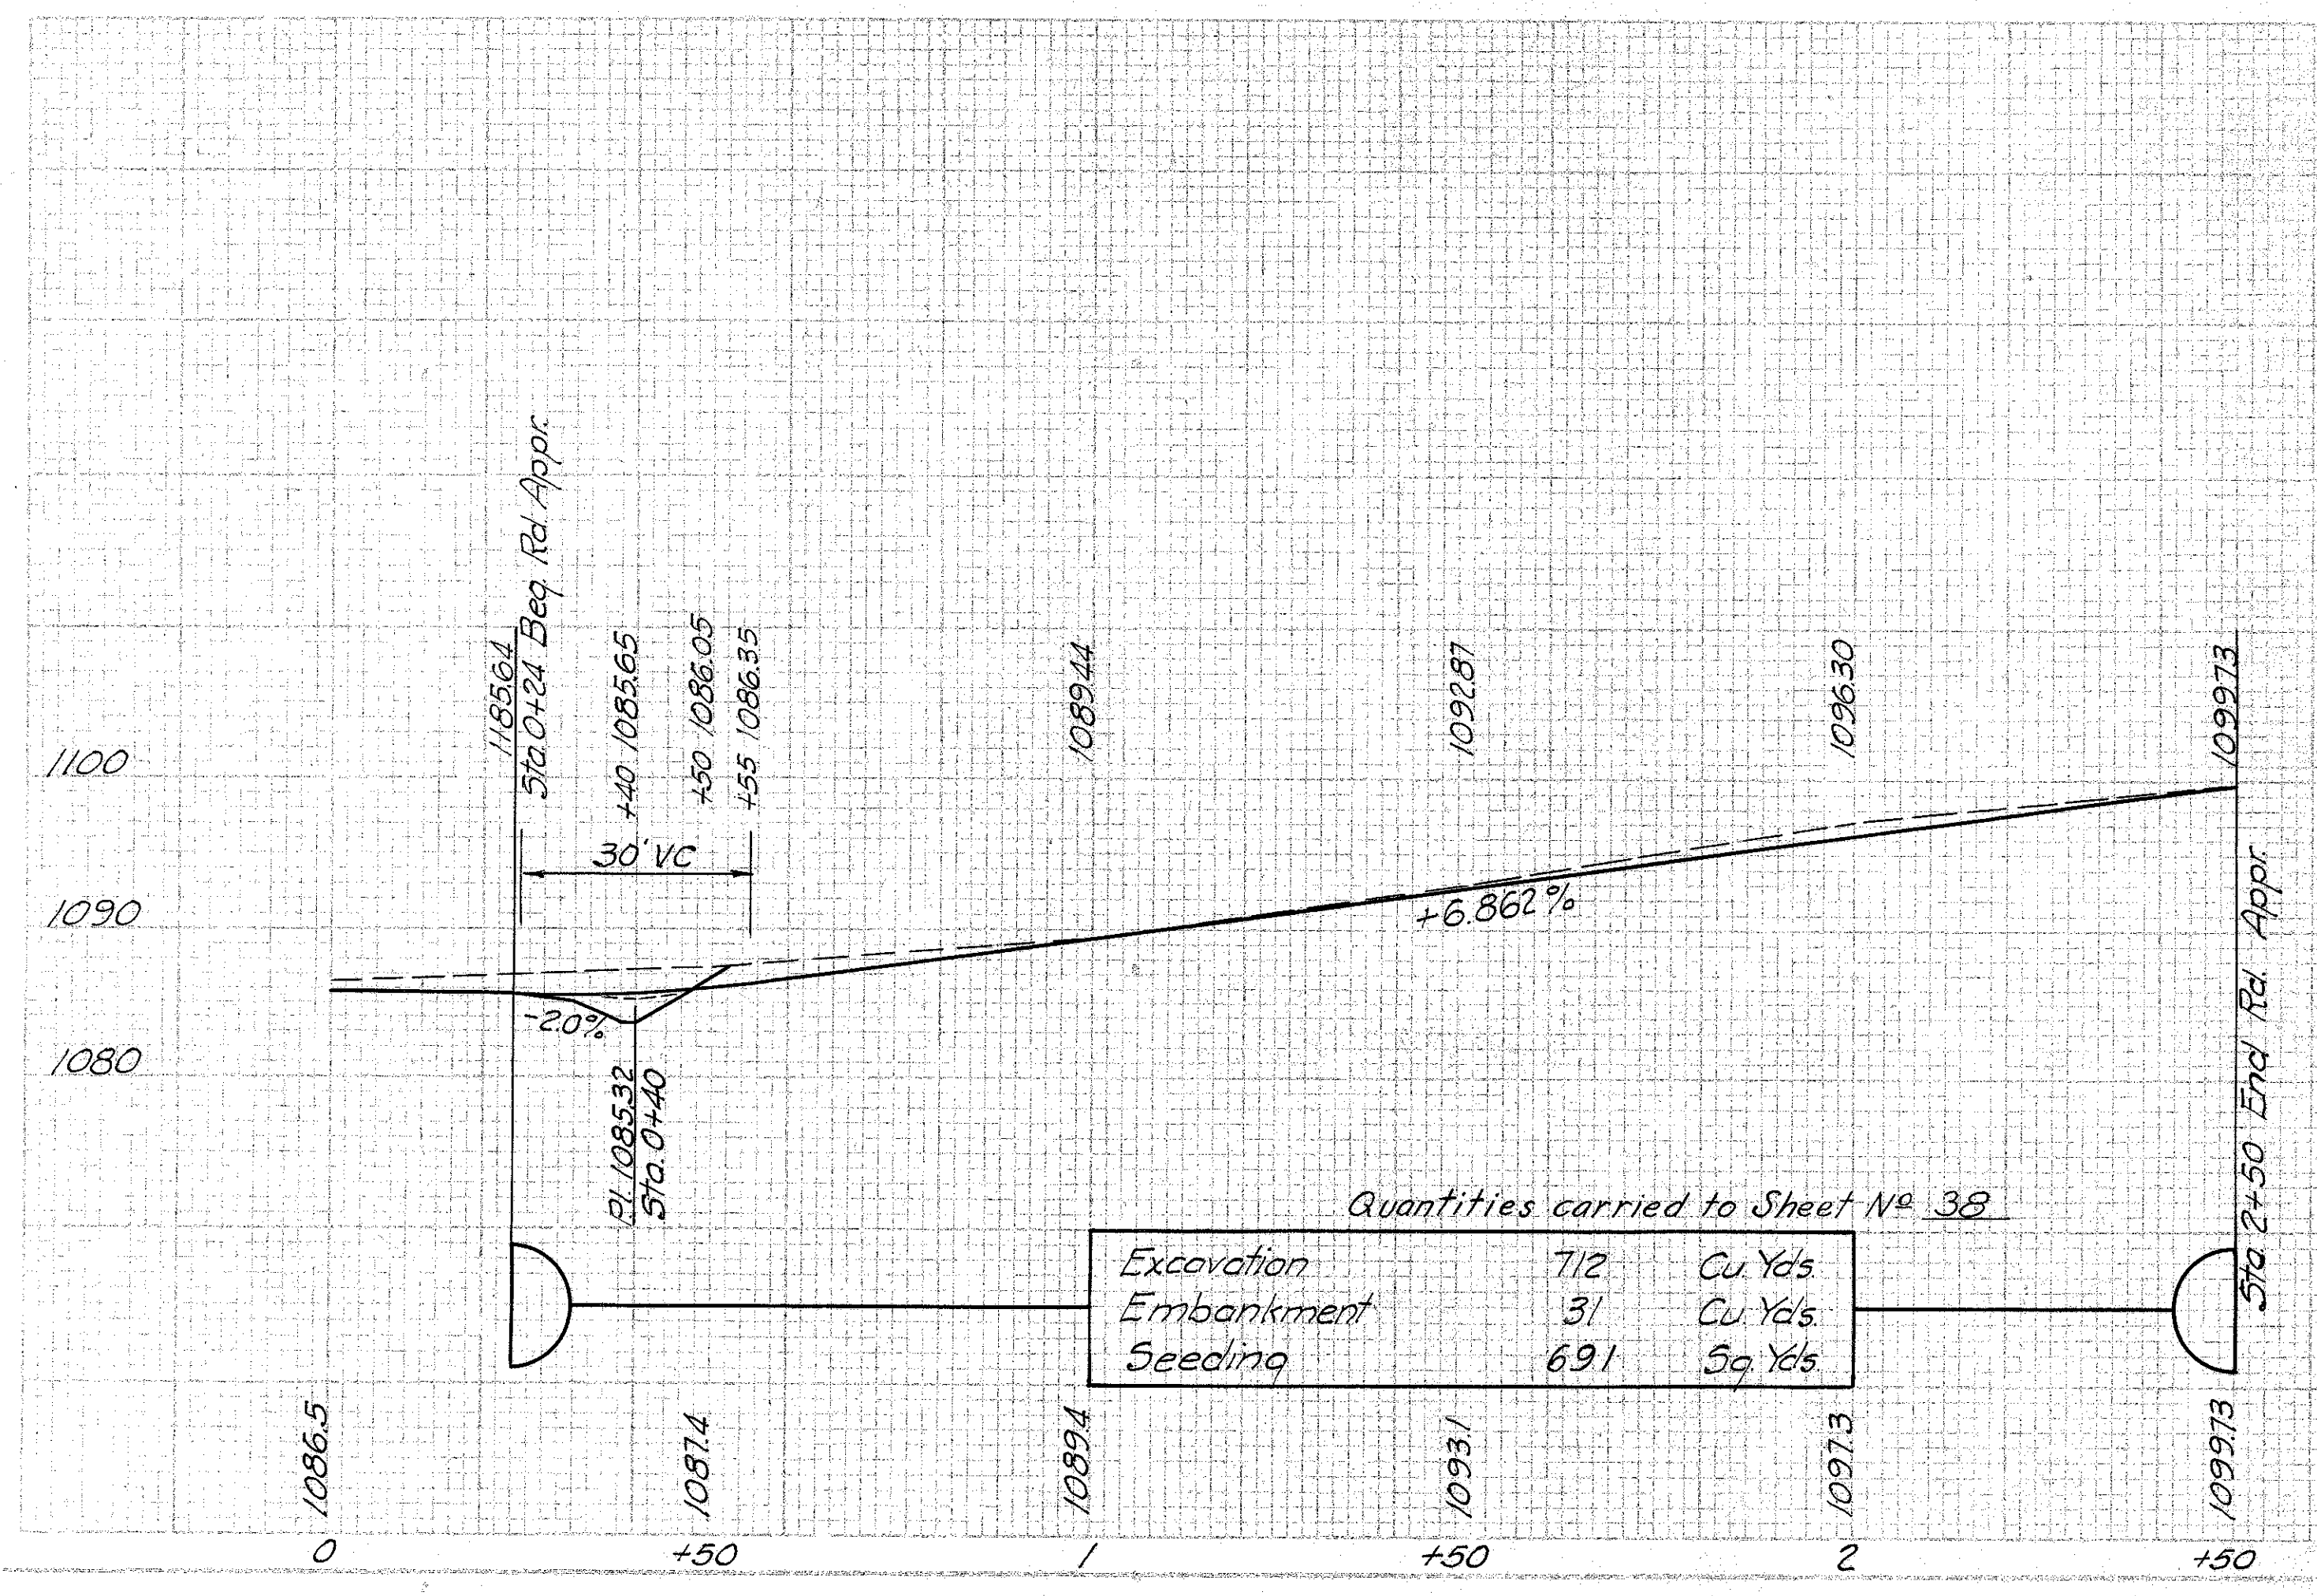 1185.64
Sta. 0+24 Beg. Rd. Appr.
+40 1085.65
+50 1086.05
+55 1086.35
1089.44
1092.87
1096.30
1099.73
1100
30' VC
1090
+6.862%
-2.0%
1080
P.I. 1085.32
Sta. 0+40
Sta. 2+50 End Rd. Appr.
Quantities carried to Sheet Nº 38
Excavation 712 Cu. Yds.
Embankment 31 Cu. Yds.
Seeding 691 Sq. Yds.
1086.5
1087.4
1089.4
1093.1
1097.3
1099.73
0 +50 1 +50 2 +50